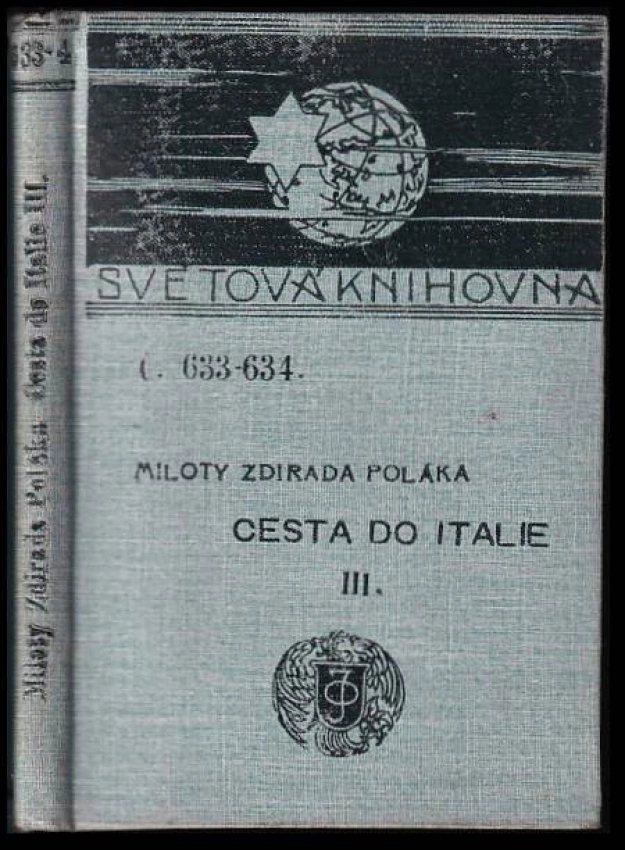 SVĚTOVÁ KNIHOVNA
Č. 633-634.
MILOTY ZDIRADA POLÁKA
CESTA DO ITALIE
III.
633-4
Miloty Zdirada Poláka Cesta do Italie III.